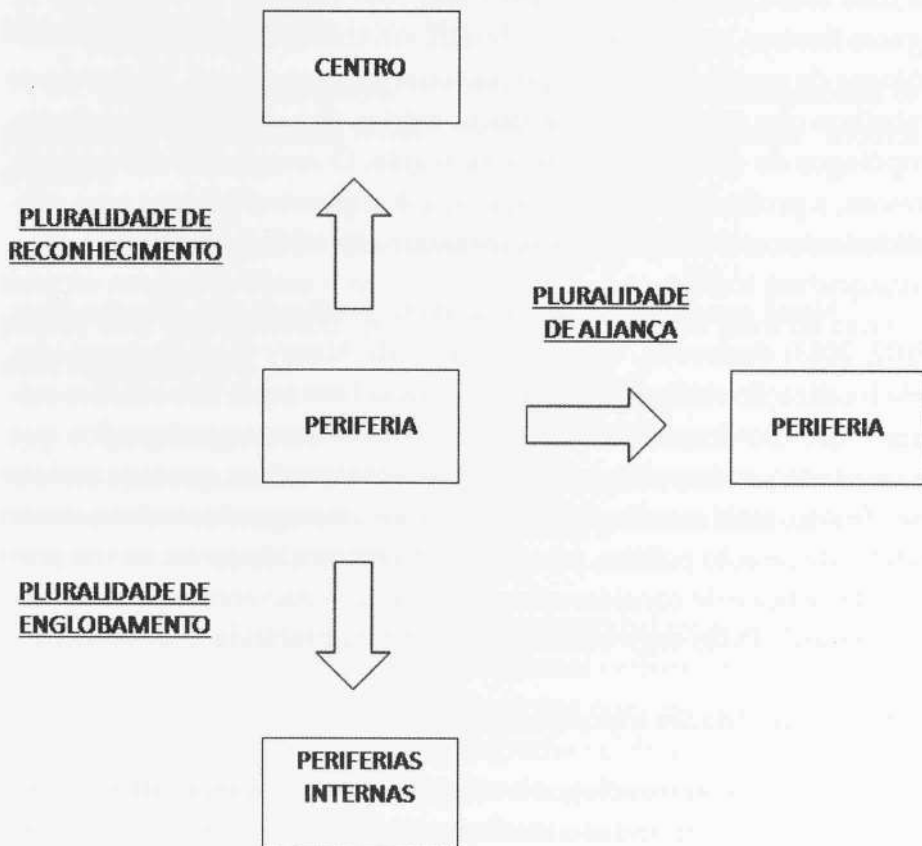 CENTRO
PLURALIDADE DE
RECONHECIMENTO
PLURALIDADE
DE ALIANÇA
PERIFERIA
PERIFERIA
PLURALIDADE DE
ENGLOBAMENTO
PERIFERIAS
INTERNAS